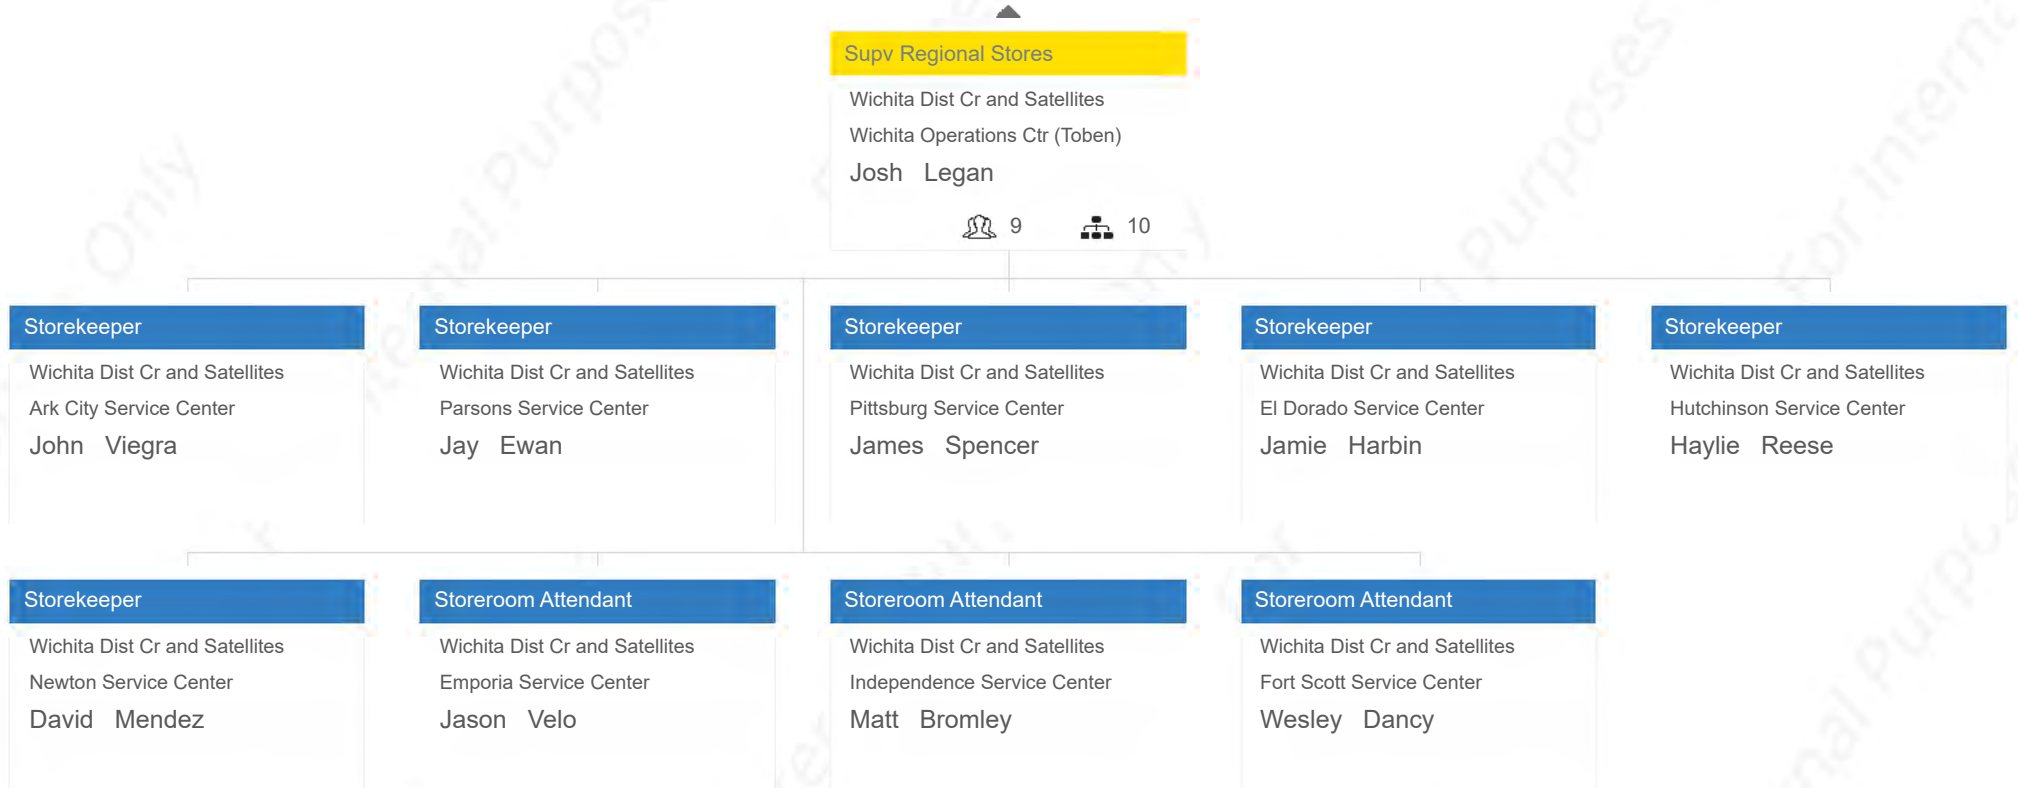 Supv Regional Stores
Wichita Dist Cr and Satellites
Wichita Operations Ctr (Toben)
Josh Legan
9 10
Storekeeper
Wichita Dist Cr and Satellites
Ark City Service Center
John Viegra
Storekeeper
Wichita Dist Cr and Satellites
Parsons Service Center
Jay Ewan
Storekeeper
Wichita Dist Cr and Satellites
Pittsburg Service Center
James Spencer
Storekeeper
Wichita Dist Cr and Satellites
El Dorado Service Center
Jamie Harbin
Storekeeper
Wichita Dist Cr and Satellites
Hutchinson Service Center
Haylie Reese
Storekeeper
Wichita Dist Cr and Satellites
Newton Service Center
David Mendez
Storeroom Attendant
Wichita Dist Cr and Satellites
Emporia Service Center
Jason Velo
Storeroom Attendant
Wichita Dist Cr and Satellites
Independence Service Center
Matt Bromley
Storeroom Attendant
Wichita Dist Cr and Satellites
Fort Scott Service Center
Wesley Dancy